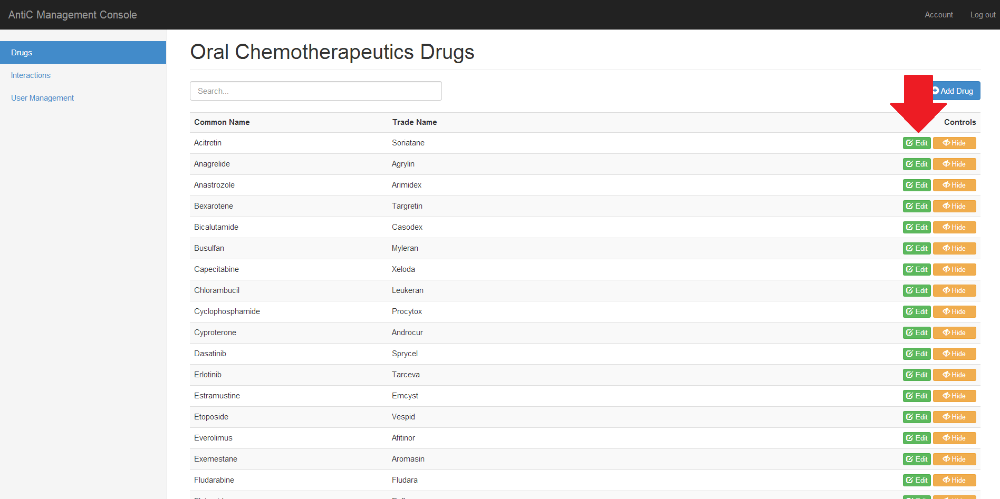 AntiC Management Console
Account
Log out
Drugs
Interactions
User Management
Oral Chemotherapeutics Drugs
Search...
Add Drug
Common Name Trade Name Controls
Acitretin Soriatane Edit Hide
Anagrelide Agrylin Edit Hide
Anastrozole Arimidex Edit Hide
Bexarotene Targretin Edit Hide
Bicalutamide Casodex Edit Hide
Busulfan Myleran Edit Hide
Capecitabine Xeloda Edit Hide
Chlorambucil Leukeran Edit Hide
Cyclophosphamide Procytox Edit Hide
Cyproterone Androcur Edit Hide
Dasatinib Sprycel Edit Hide
Erlotinib Tarceva Edit Hide
Estramustine Emcyst Edit Hide
Etoposide Vespid Edit Hide
Everolimus Afitinor Edit Hide
Exemestane Aromasin Edit Hide
Fludarabine Fludara Edit Hide